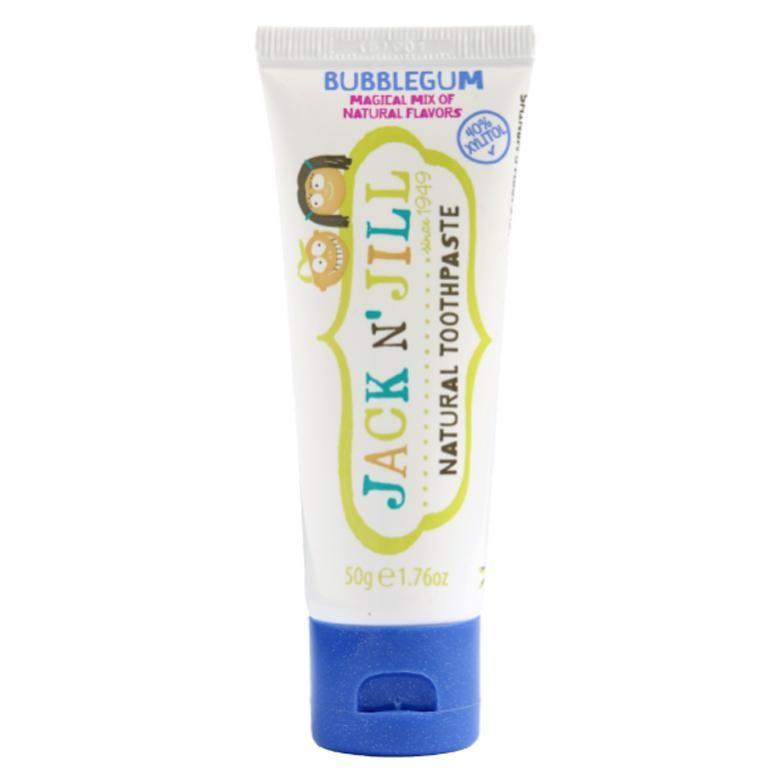 BUBBLEGUM
MAGICAL MIX OF
NATURAL FLAVORS
40%
XYLITOL
JACK N' JILL
since 1949
NATURAL TOOTHPASTE
50g e 1.76oz